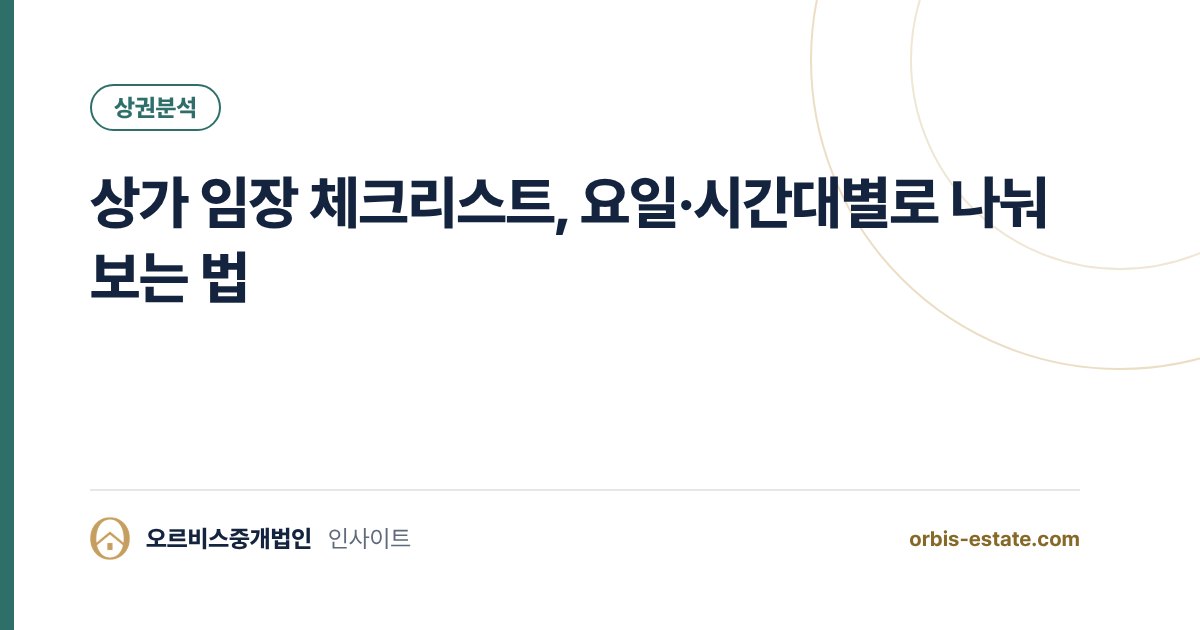 상권분석
상가 임장 체크리스트, 요일·시간대별로 나눠
보는 법
오르비스중개법인 인사이트
orbis-estate.com